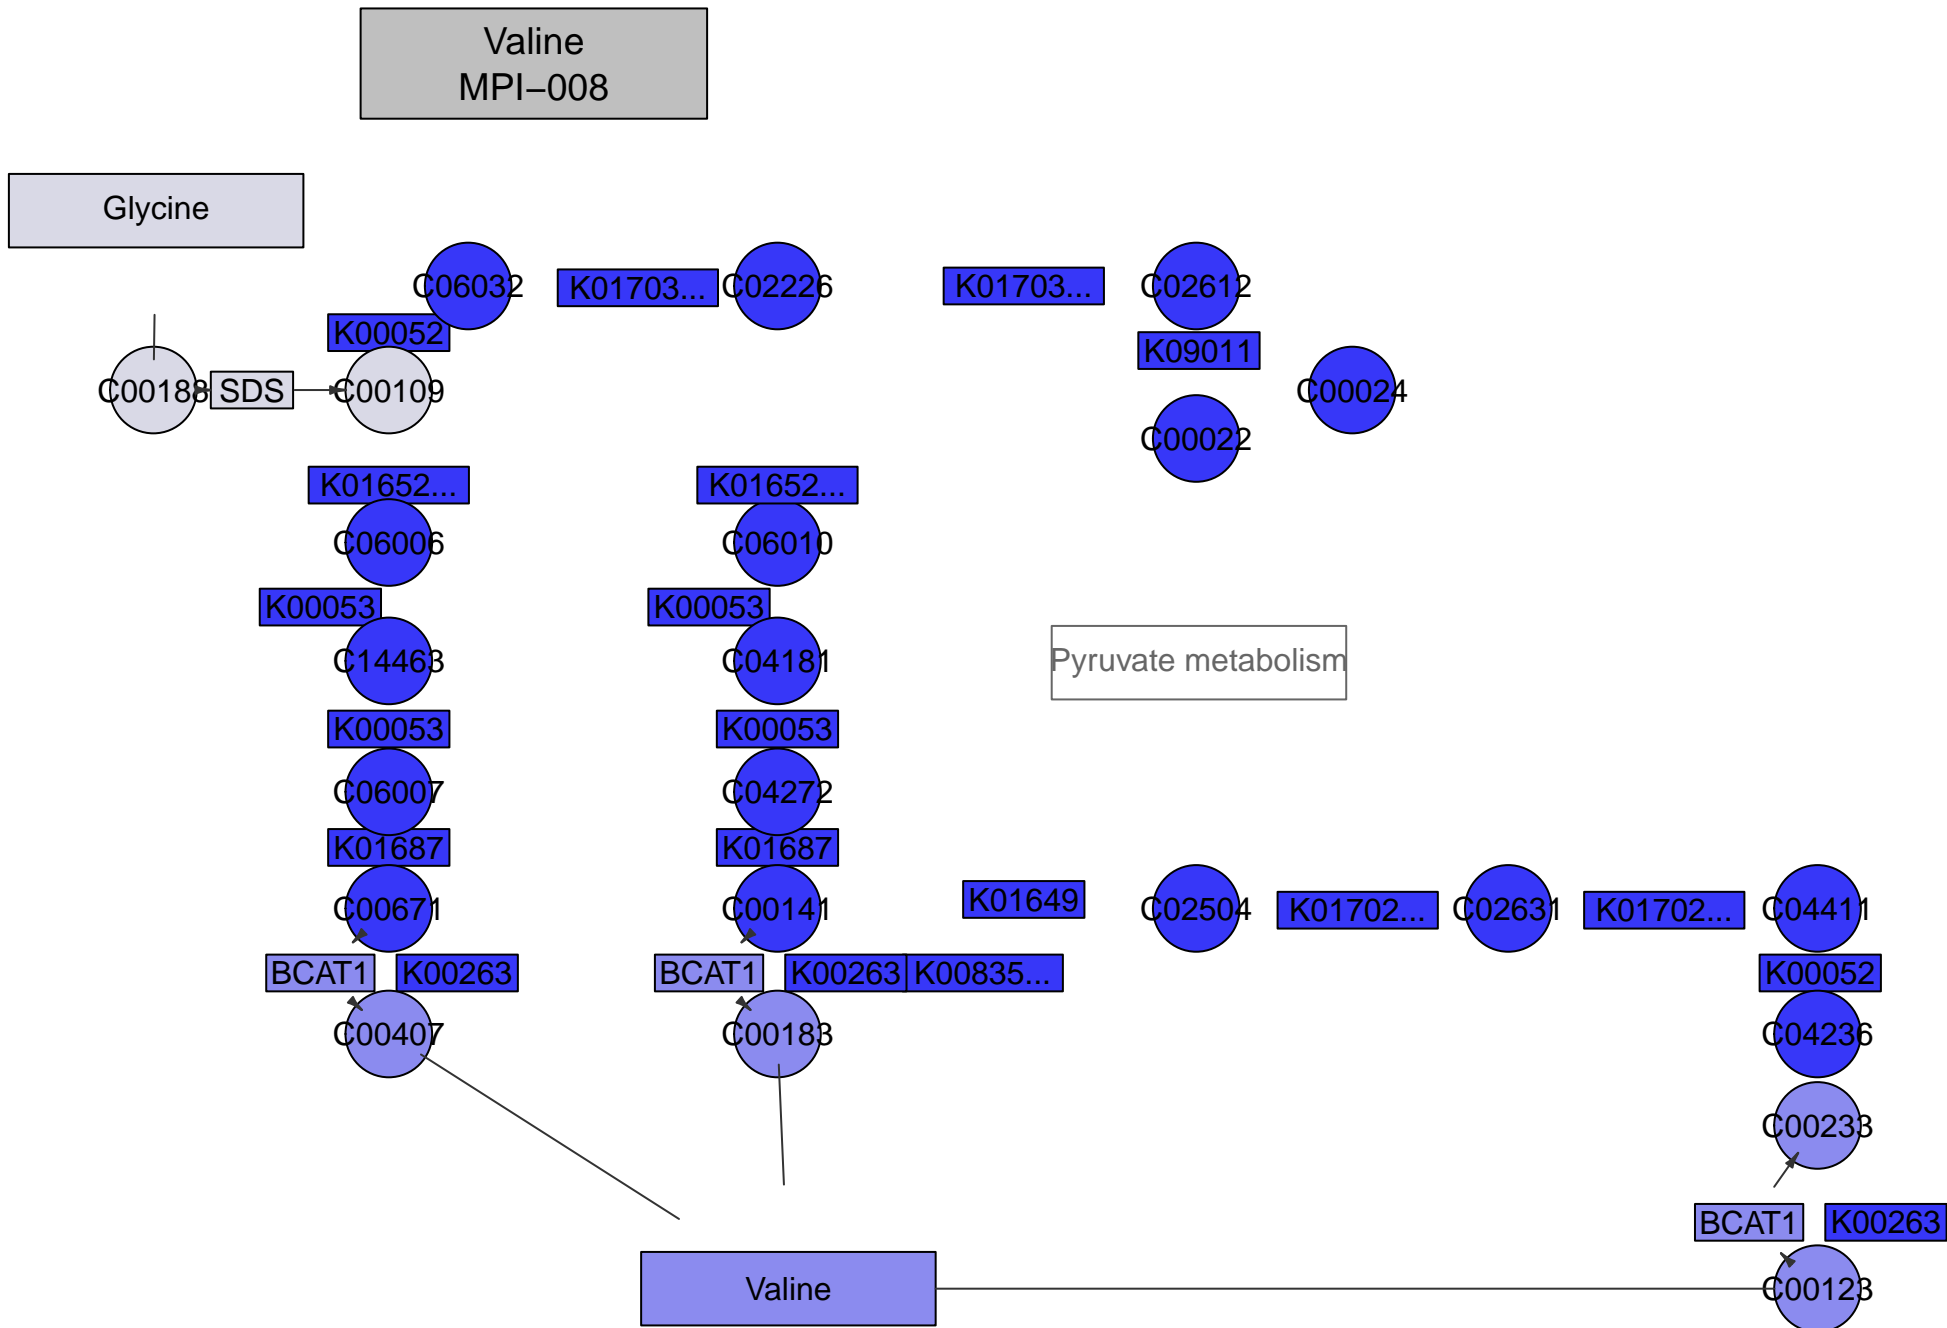 Valine
MPI−008
Glycine
C06032
K01703...
C02226
K01703...
C02612
K00052
K09011
C00188
SDS
C00109
C00024
C00022
K01652...
K01652...
C06006
C06010
K00053
K00053
C14463
C04181
Pyruvate metabolism
K00053
K00053
C06007
C04272
K01687
K01687
C00671
C00141
K01649
C02504
K01702...
C02631
K01702...
C04411
BCAT1
K00263
BCAT1
K00263
K00835...
K00052
C00407
C00183
C04236
C00233
BCAT1
K00263
Valine
C00123